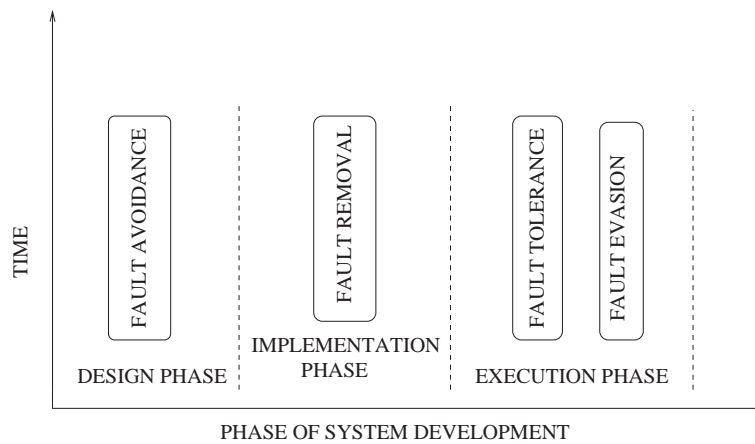 TIME
FAULT AVOIDANCE
DESIGN PHASE
FAULT REMOVAL
IMPLEMENTATION
PHASE
FAULT TOLERANCE
FAULT EVASION
EXECUTION PHASE
PHASE OF SYSTEM DEVELOPMENT